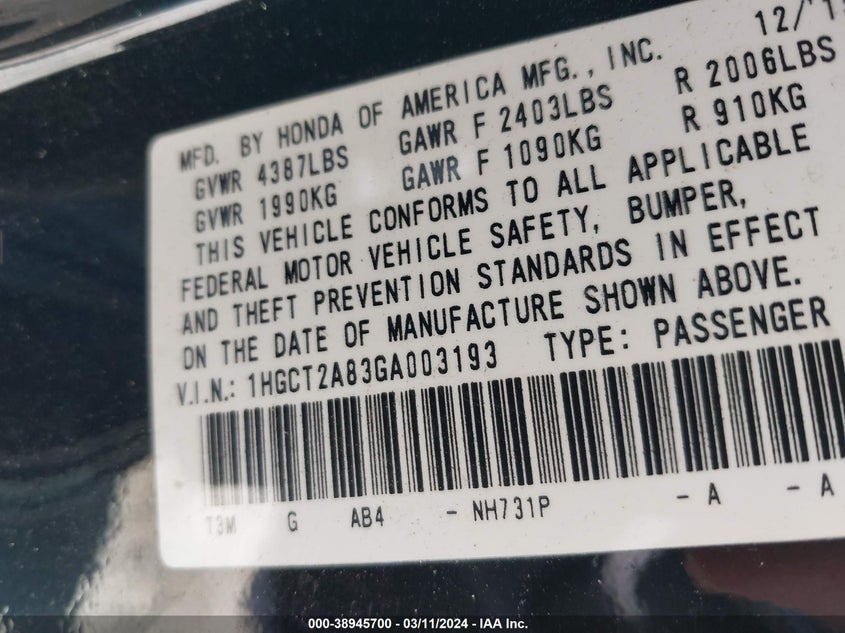 12/1
MFD. BY HONDA OF AMERICA MFG., INC.
GVWR 4387LBS GAWR F 2403LBS R 2006LBS
GVWR 1990KG GAWR F 1090KG R 910KG
THIS VEHICLE CONFORMS TO ALL APPLICABLE
FEDERAL MOTOR VEHICLE SAFETY, BUMPER,
AND THEFT PREVENTION STANDARDS IN EFFECT
ON THE DATE OF MANUFACTURE SHOWN ABOVE.
V.I.N.: 1HGCT2A83GA003193 TYPE: PASSENGER
T3M G AB4 - NH731P - A - A
000-38945700 - 03/11/2024 - IAA Inc.